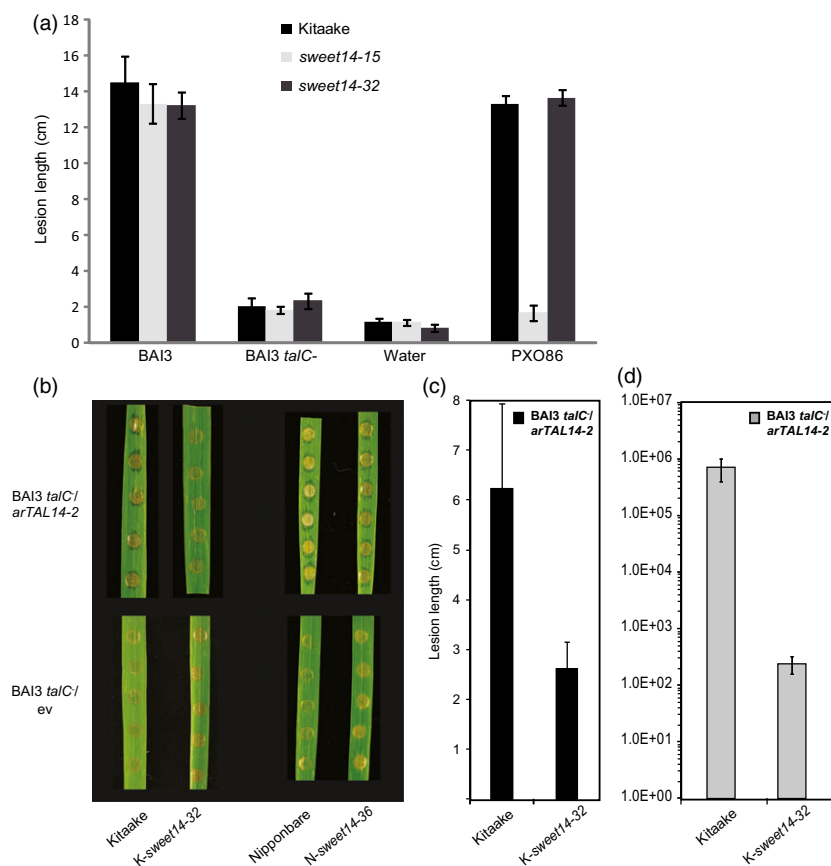 (a)
Kitaake
sweet14-15
sweet14-32
Lesion length (cm)
18
16
14
12
10
8
6
4
2
0
BAI3
BAI3 talC-
Water
PXO86
(b)
BAI3 talC-/
arTAL14-2
BAI3 talC-/
ev
Kitaake
K-sweet14-32
Nipponbare
N-sweet14-36
(c)
BAI3 talC-/
arTAL14-2
Lesion length (cm)
8
7
6
5
4
3
2
1
Kitaake
K-sweet14-32
(d)
BAI3 talC-/
arTAL14-2
1.0E+07
1.0E+06
1.0E+05
1.0E+04
1.0E+03
1.0E+02
1.0E+01
1.0E+00
Kitaake
K-sweet14-32